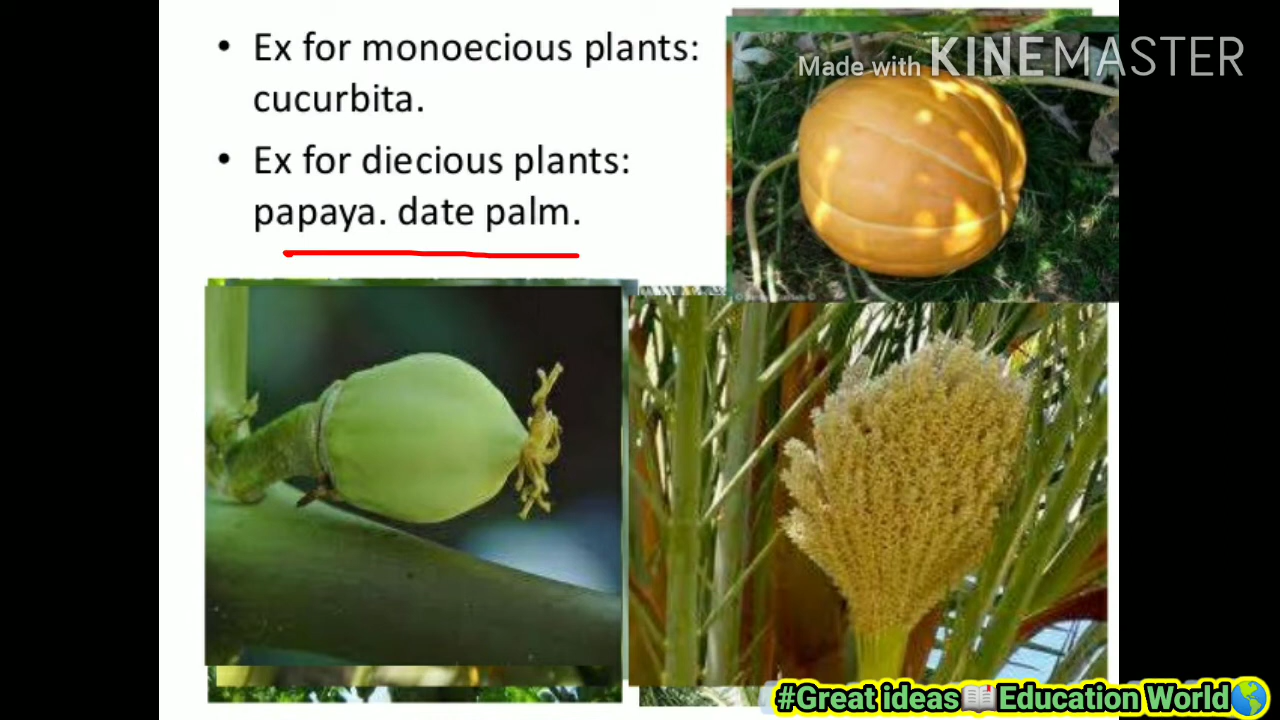 • Ex for monoecious plants:
cucurbita.
• Ex for diecious plants:
papaya. date palm.
Made with KINEMASTER
#Great ideas📖Education World🌎